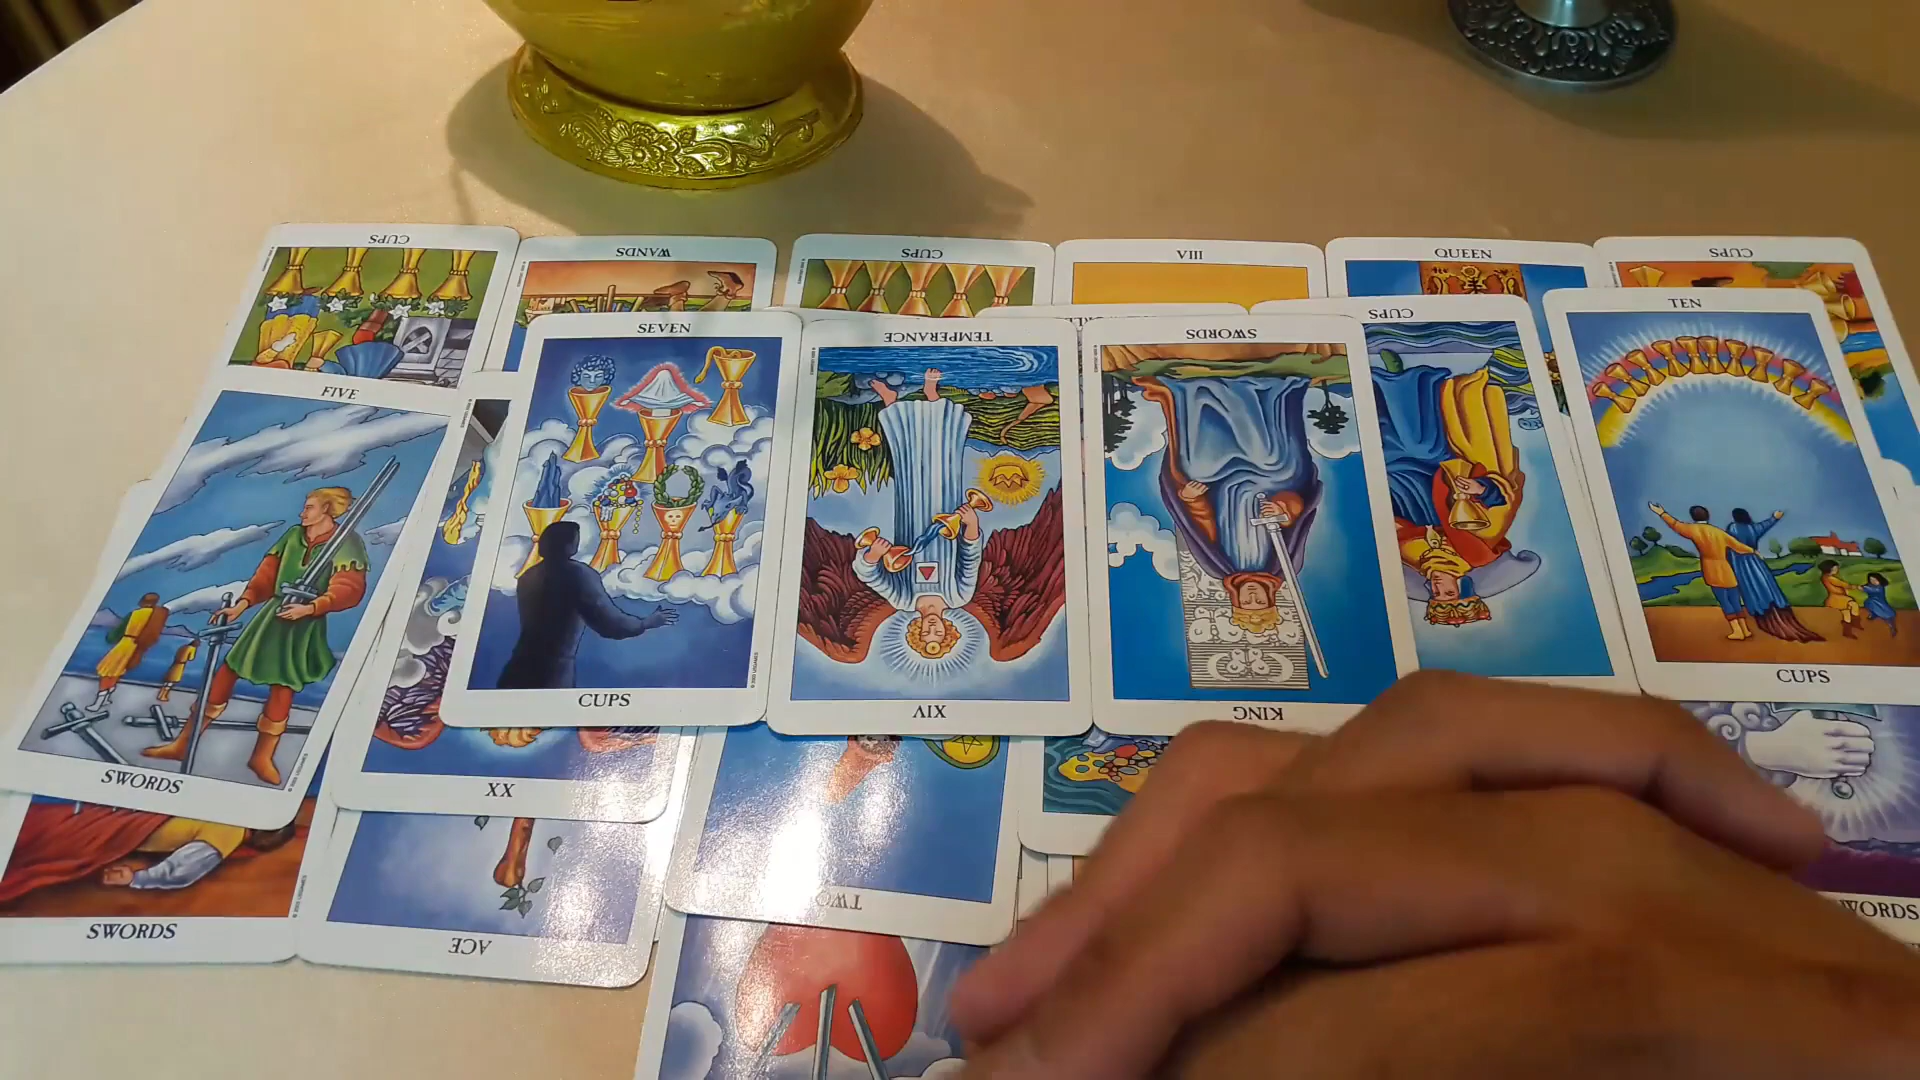 CUPS
WANDS
CUPS
VIII
QUEEN
CUPS
FIVE
SEVEN
TEMPERANCE
SWORDS
CUPS
TEN
CUPS
XIV
KING
CUPS
SWORDS
XX
TWO
SWORDS
ACE